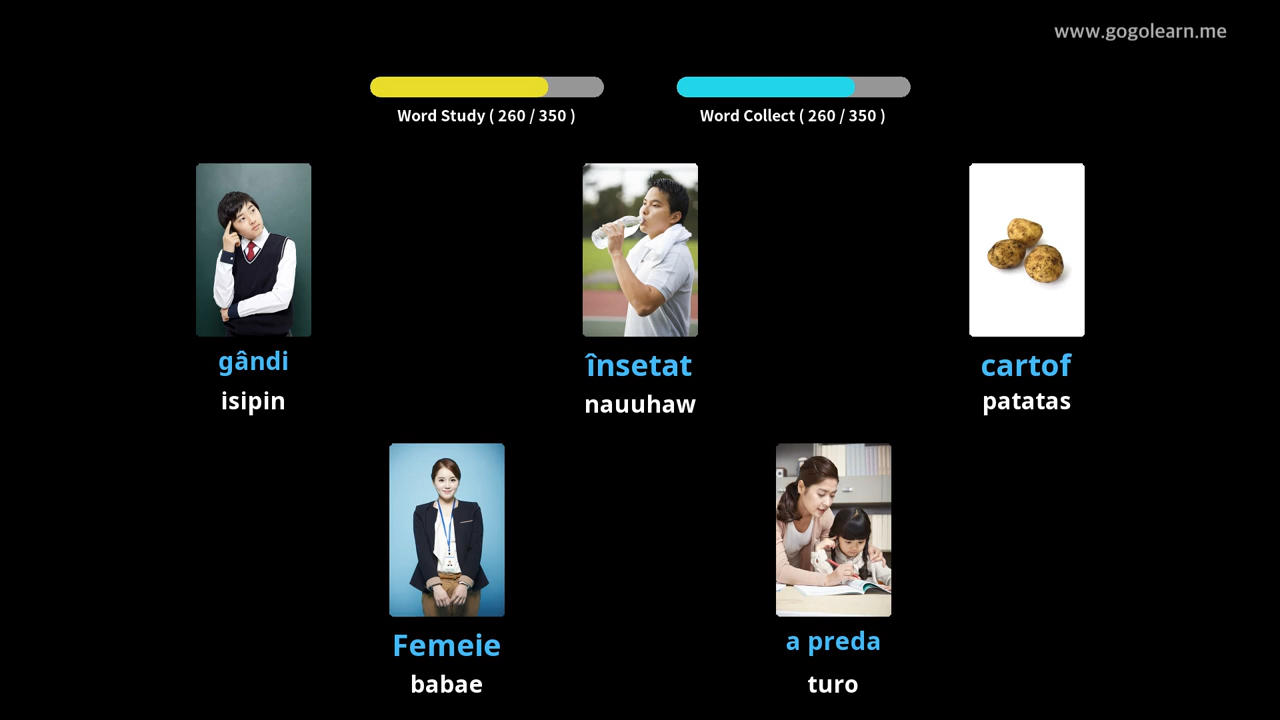 www.gogolearn.me
Word Study ( 260 / 350 )
Word Collect ( 260 / 350 )
gândi
isipin
însetat
nauuhaw
cartof
patatas
Femeie
babae
a preda
turo